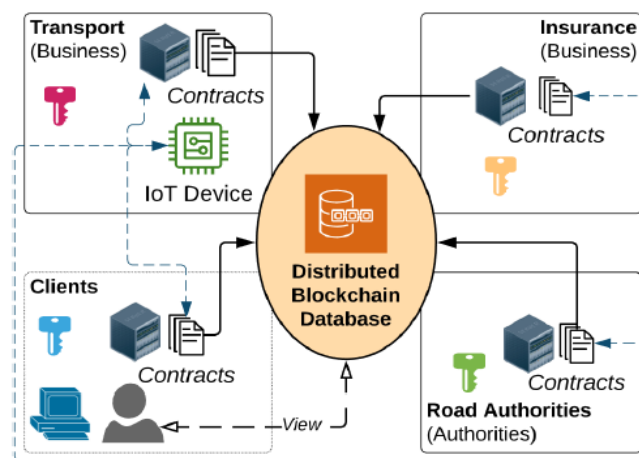 Transport
(Business)
Contracts
IoT Device
Insurance
(Business)
Contracts
Distributed
Blockchain
Database
Clients
Contracts
View
Contracts
Road Authorities
(Authorities)